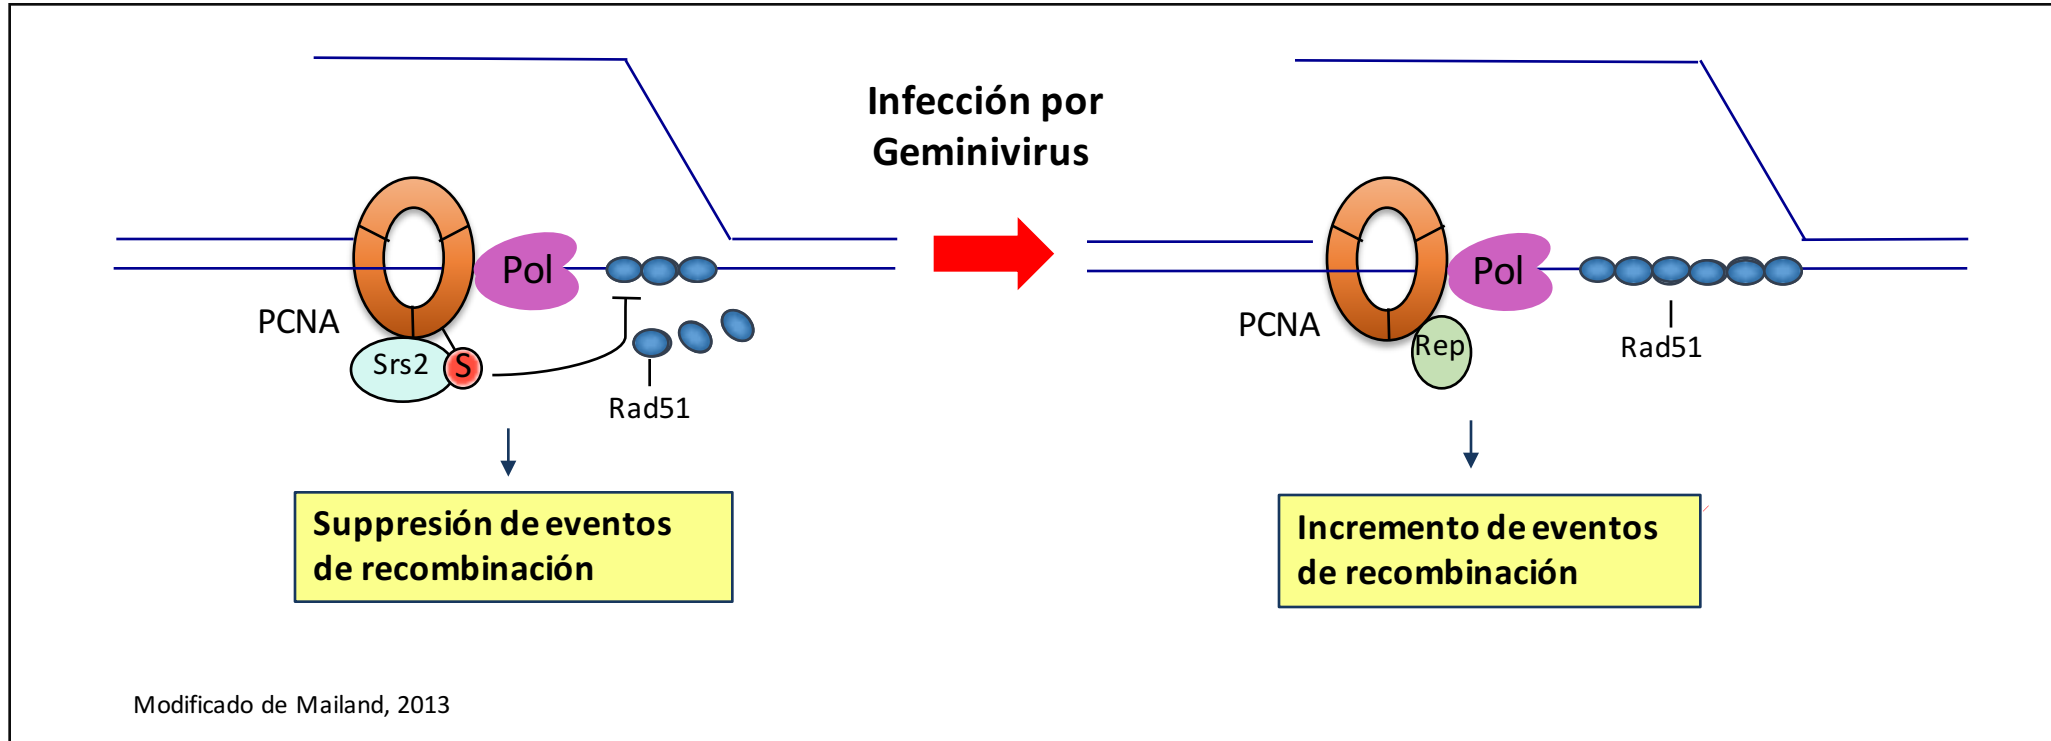 Infección por
Geminivirus
Pol
PCNA
Srs2
S
Rad51
Suppresión de eventos
de recombinación
Pol
PCNA
Rep
Rad51
Incremento de eventos
de recombinación
Modificado de Mailand, 2013